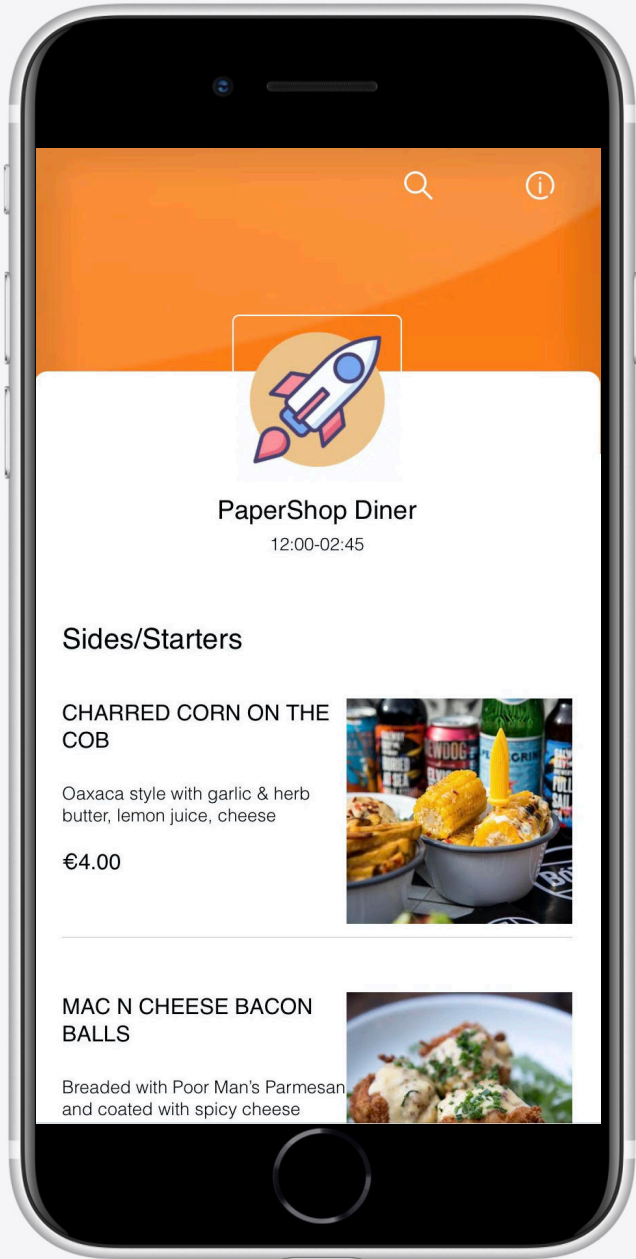 PaperShop Diner
12:00-02:45
Sides/Starters
CHARRED CORN ON THE
COB
Oaxaca style with garlic & herb
butter, lemon juice, cheese
€4.00
MAC N CHEESE BACON
BALLS
Breaded with Poor Man's Parmesan
and coated with spicy cheese